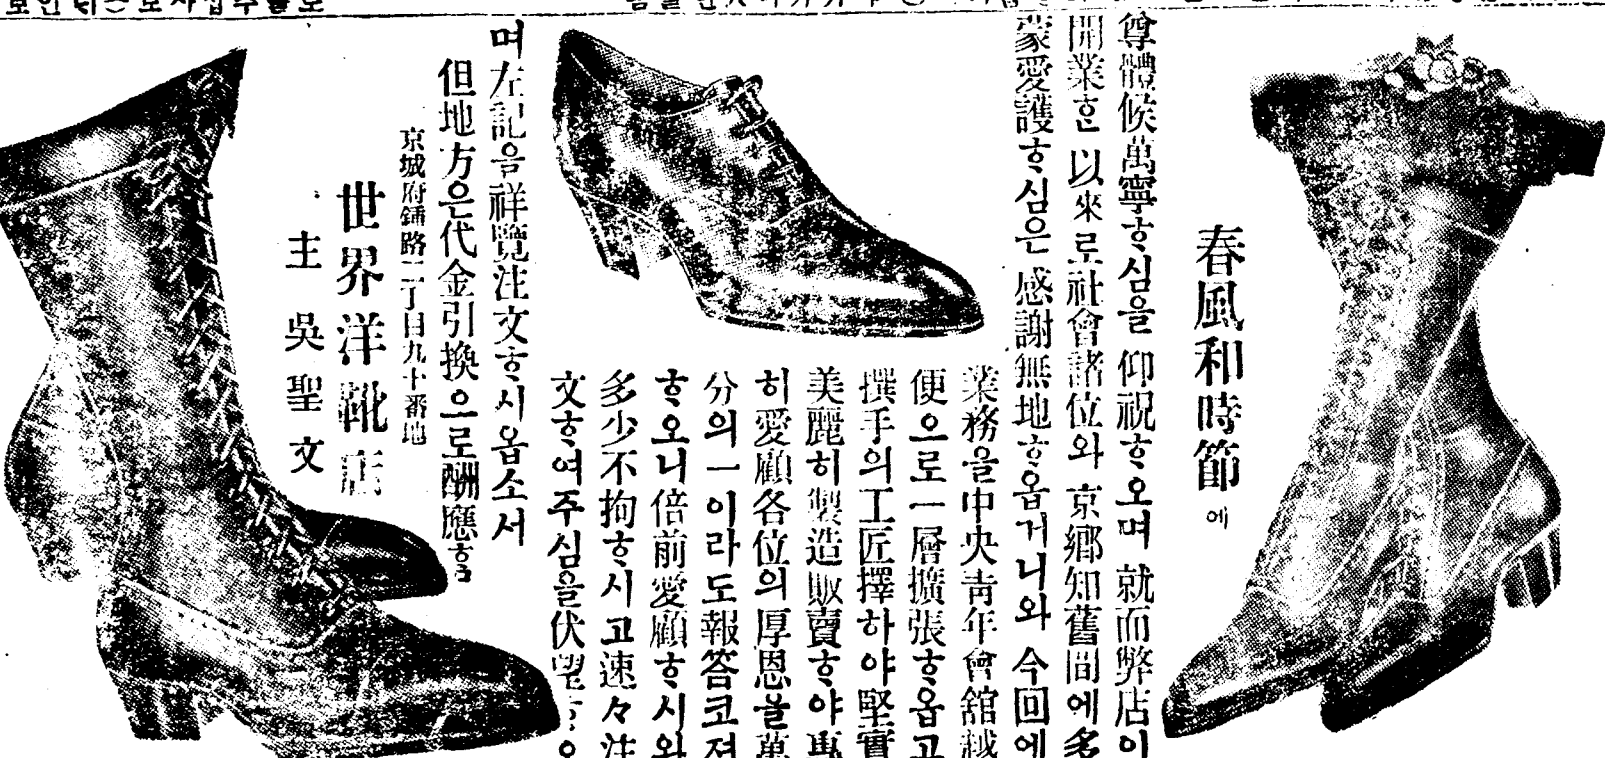 春風和時節에
尊體候萬寧ᄒᆞ심을 仰祝ᄒᆞ오며 就而弊店이
開業ᄒᆞᆫ 以來로 社會諸位와 京鄕知舊間에 多
蒙愛護ᄒᆞ심은 感謝無地ᄒᆞ옵거니와 今回에
業務을 中央靑年會舘越
便으로 一層擴張ᄒᆞ옵고
撰手의 工匠擇하야 堅實
美麗히 製造販賣ᄒᆞ야 專
히 愛顧各位의 厚恩을 萬
分의 一이라도 報答코져
ᄒᆞ오니 倍前愛顧ᄒᆞ시와
多少不拘ᄒᆞ시고 速々注
文ᄒᆞ여주심을 伏望ᄒᆞ오
며 左記을 祥覽注文ᄒᆞ시옵소서
但地方은 代金引換으로 酬應ᄒᆞᆷ
京城府鍾路二丁目九十番地
世界洋靴店
主 吳聖文